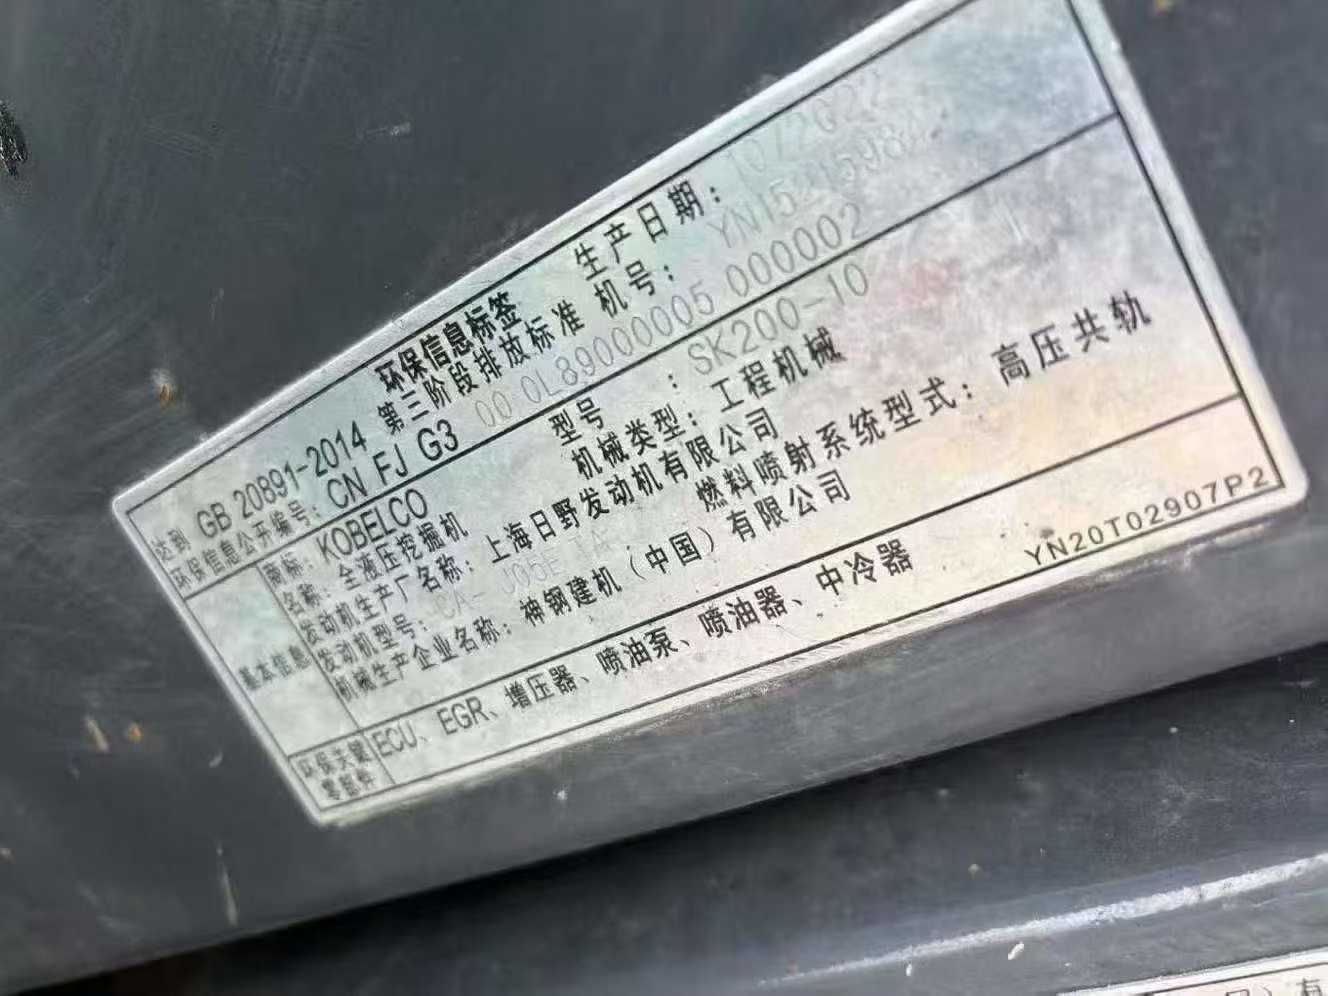 环保信息标签
达到 GB 20891-2014 第三阶段排放标准 生产日期:
环保信息公开编号: CN FJ G3 00 0L89000005 000002 机号:
基本信息
商标: KOBELCO 型号: SK200-10
名称: 全液压挖掘机 机械类型: 工程机械
发动机生产厂名称: 上海日野发动机有限公司
发动机型号: J05E 燃料喷射系统型式: 高压共轨
机械生产企业名称: 神钢建机(中国)有限公司
环保关键零部件
ECU、EGR、增压器、喷油泵、喷油器、中冷器
YN20T02907P2